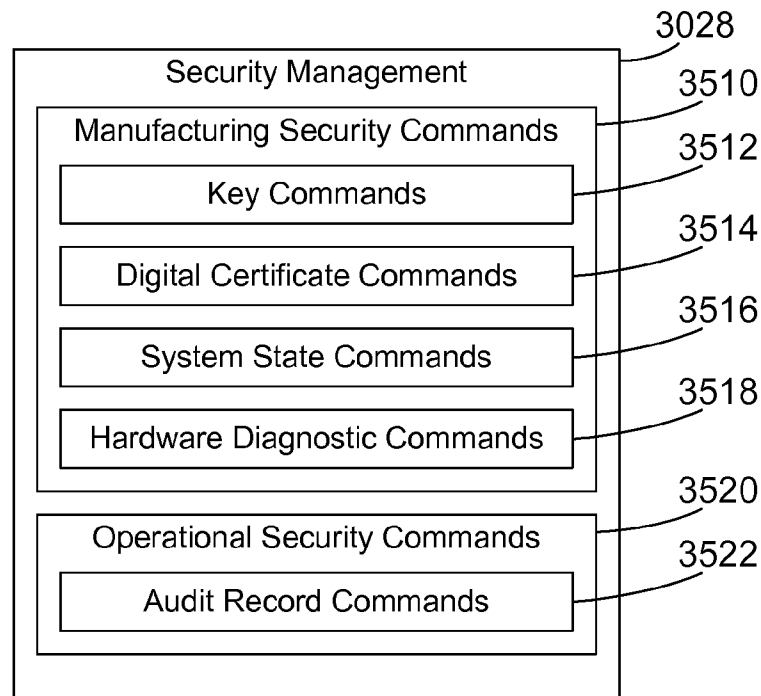 3028
Security Management
3510
Manufacturing Security Commands
3512
Key Commands
3514
Digital Certificate Commands
3516
System State Commands
3518
Hardware Diagnostic Commands
3520
Operational Security Commands
3522
Audit Record Commands